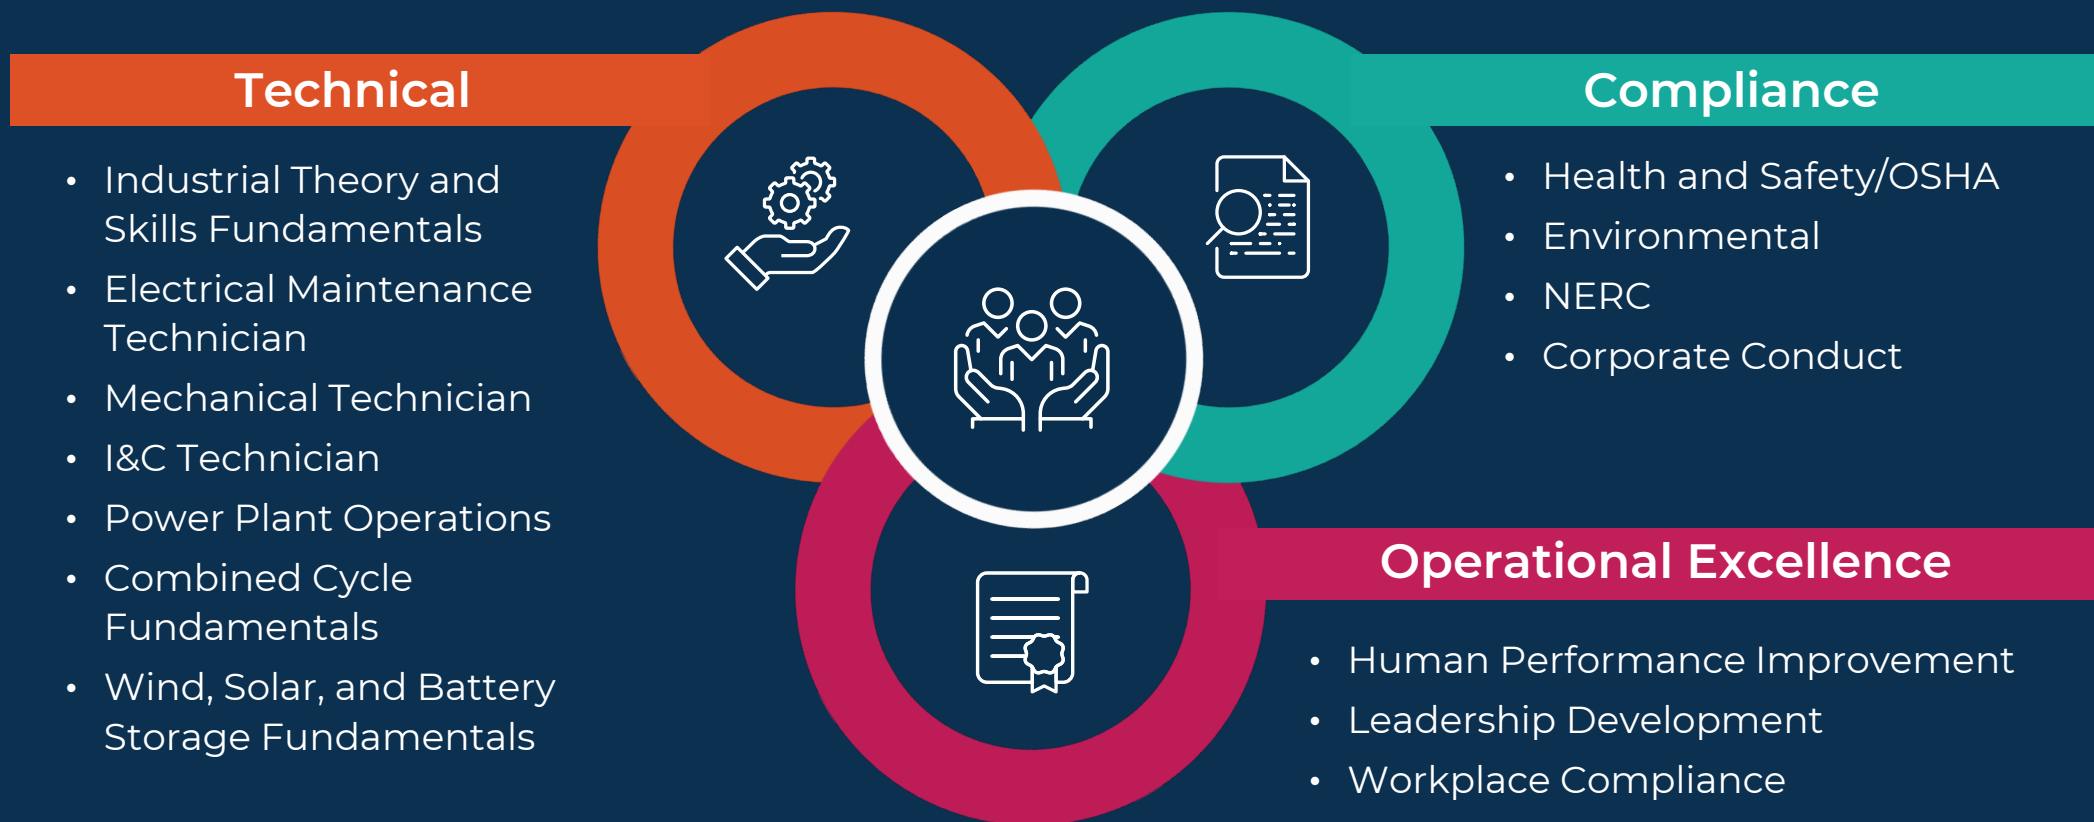 Technical
• Industrial Theory and
Skills Fundamentals
• Electrical Maintenance
Technician
• Mechanical Technician
• I&C Technician
• Power Plant Operations
• Combined Cycle
Fundamentals
• Wind, Solar, and Battery
Storage Fundamentals
Compliance
• Health and Safety/OSHA
• Environmental
• NERC
• Corporate Conduct
Operational Excellence
• Human Performance Improvement
• Leadership Development
• Workplace Compliance